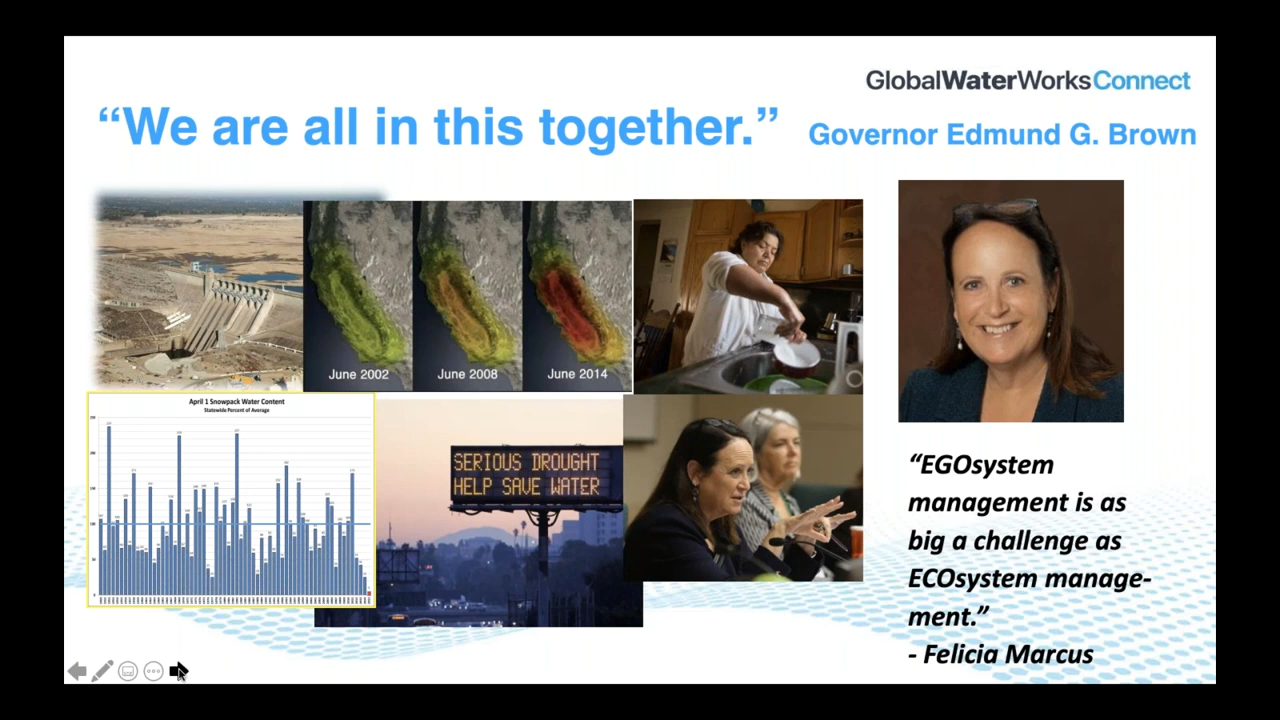 GlobalWaterWorksConnect
“We are all in this together.” Governor Edmund G. Brown
June 2002
June 2008
June 2014
April 1 Snowpack Water Content
Statewide Percent of Average
SERIOUS DROUGHT
HELP SAVE WATER
“EGOsystem
management is as
big a challenge as
ECOsystem manage-
ment.”
- Felicia Marcus